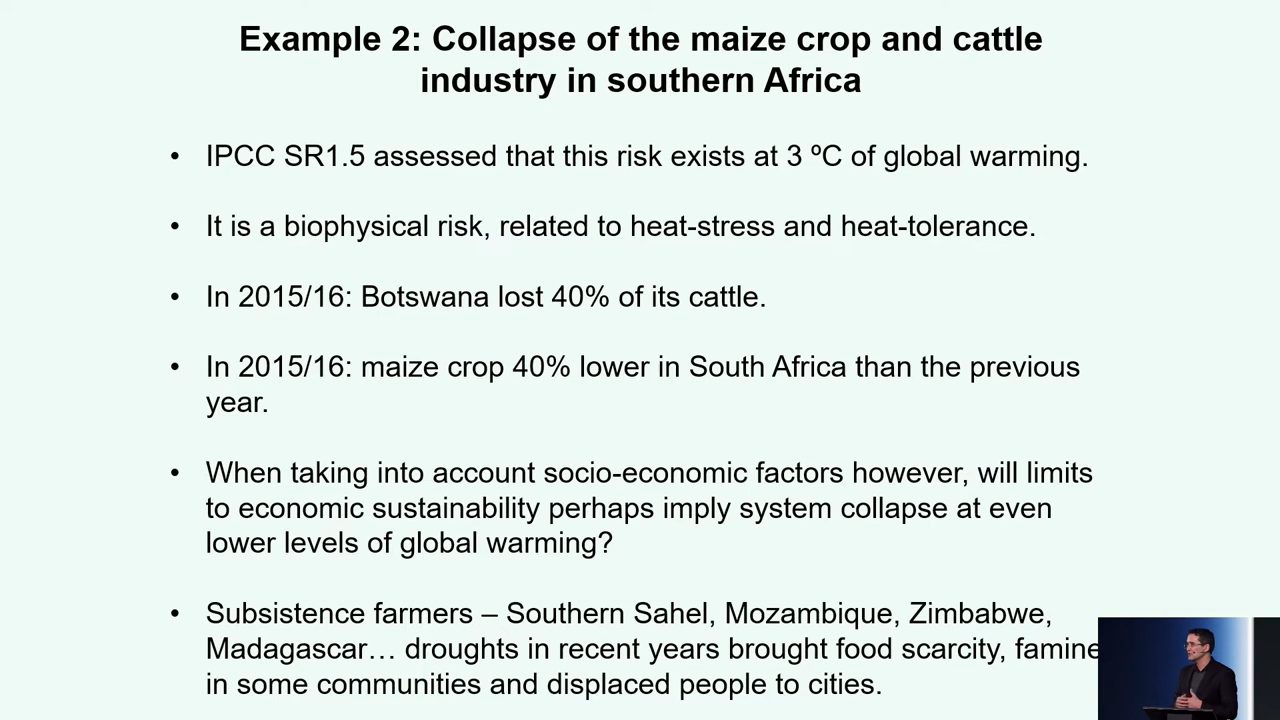 Example 2: Collapse of the maize crop and cattle
industry in southern Africa
• IPCC SR1.5 assessed that this risk exists at 3 ºC of global warming.
• It is a biophysical risk, related to heat-stress and heat-tolerance.
• In 2015/16: Botswana lost 40% of its cattle.
• In 2015/16: maize crop 40% lower in South Africa than the previous
year.
• When taking into account socio-economic factors however, will limits
to economic sustainability perhaps imply system collapse at even
lower levels of global warming?
• Subsistence farmers – Southern Sahel, Mozambique, Zimbabwe,
Madagascar… droughts in recent years brought food scarcity, famine
in some communities and displaced people to cities.